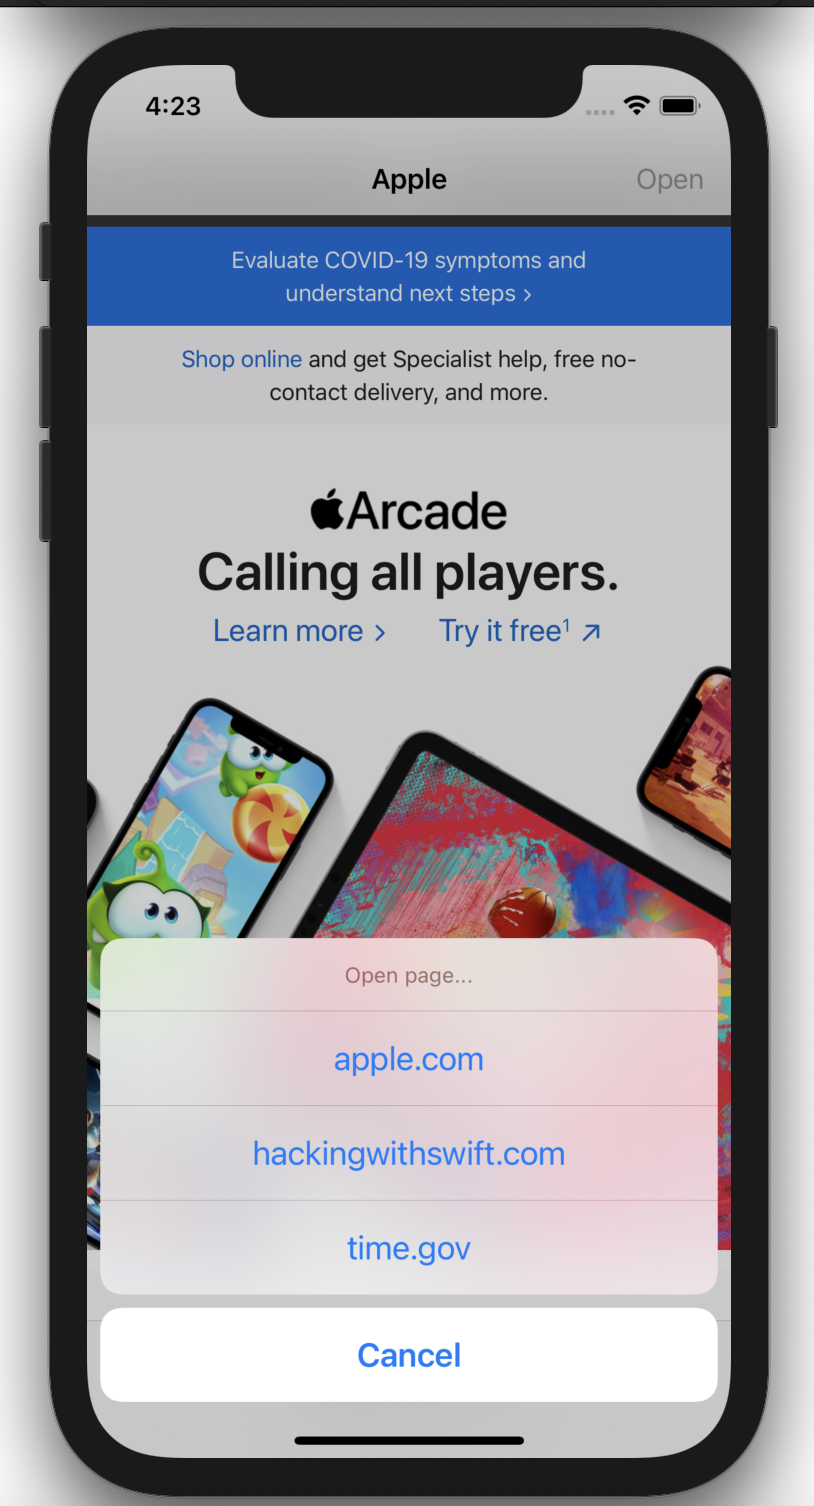 4:23
Apple
Open
Evaluate COVID-19 symptoms and
understand next steps ›
Shop online and get Specialist help, free no-
contact delivery, and more.
Arcade
Calling all players.
Learn more ›
Try it free¹ ↗
Open page...
apple.com
hackingwithswift.com
time.gov
Cancel